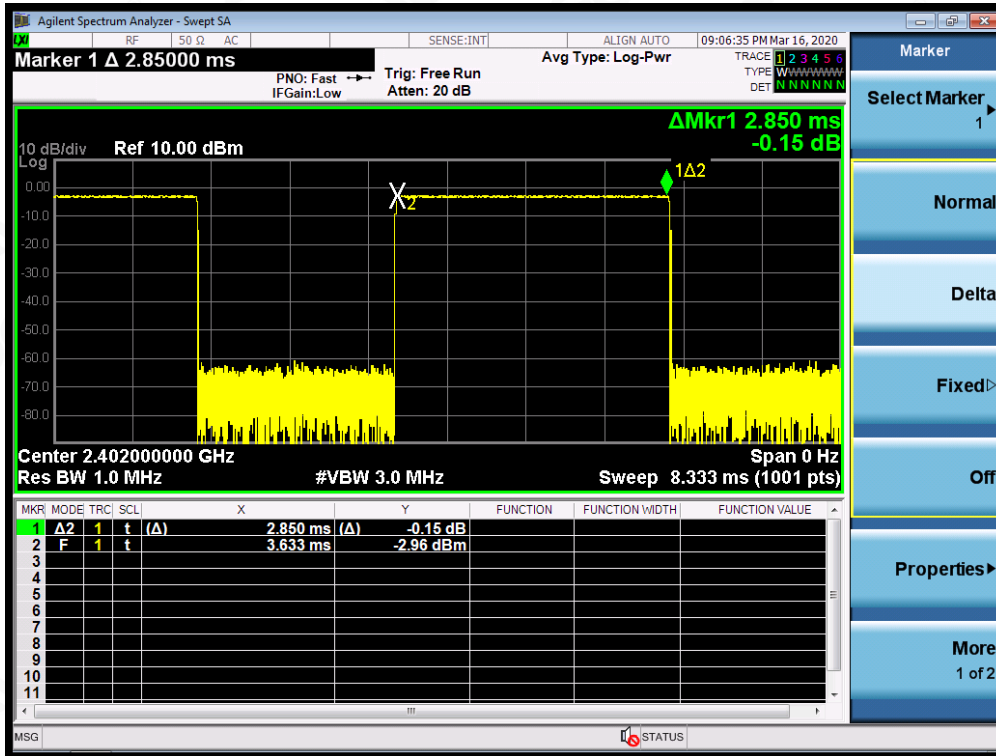 Agilent Spectrum Analyzer - Swept SA
LXI RF 50 Ω AC SENSE:INT ALIGN AUTO 09:06:35 PM Mar 16, 2020
Marker 1 Δ 2.85000 ms
PNO: Fast
IFGain:Low
Trig: Free Run
Atten: 20 dB
Avg Type: Log-Pwr
TRACE 1 2 3 4 5 6
TYPE WWWWWWW
DET N N N N N N
ΔMkr1 2.850 ms
-0.15 dB
10 dB/div Ref 10.00 dBm
Log
1Δ2
0.00
2
-10.0
-20.0
-30.0
-40.0
-50.0
-60.0
-70.0
-80.0
Center 2.402000000 GHz Span 0 Hz
Res BW 1.0 MHz #VBW 3.0 MHz Sweep 8.333 ms (1001 pts)
MKR MODE TRC SCL X Y FUNCTION FUNCTION WIDTH FUNCTION VALUE
1 Δ2 1 t (Δ) 2.850 ms (Δ) -0.15 dB
2 F 1 t 3.633 ms -2.96 dBm
3
4
5
6
7
8
9
10
11
MSG STATUS
Marker
Select Marker
1
Normal
Delta
Fixed
Off
Properties
More
1 of 2